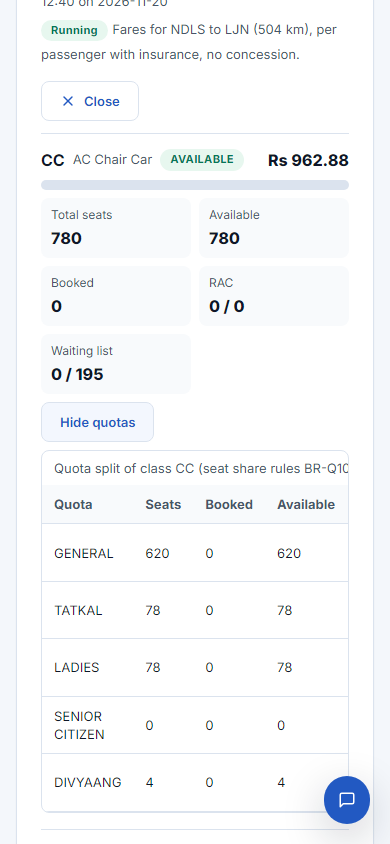 12:40 on 2026-11-20
Running Fares for NDLS to LJN (504 km), per
passenger with insurance, no concession.
Close
CC AC Chair Car AVAILABLE Rs 962.88
Total seats Available
780 780
Booked RAC
0 0 / 0
Waiting list
0 / 195
Hide quotas
Quota split of class CC (seat share rules BR-Q10
Quota Seats Booked Available
GENERAL 620 0 620
TATKAL 78 0 78
LADIES 78 0 78
SENIOR
CITIZEN 0 0 0
DIVYAANG 4 0 4